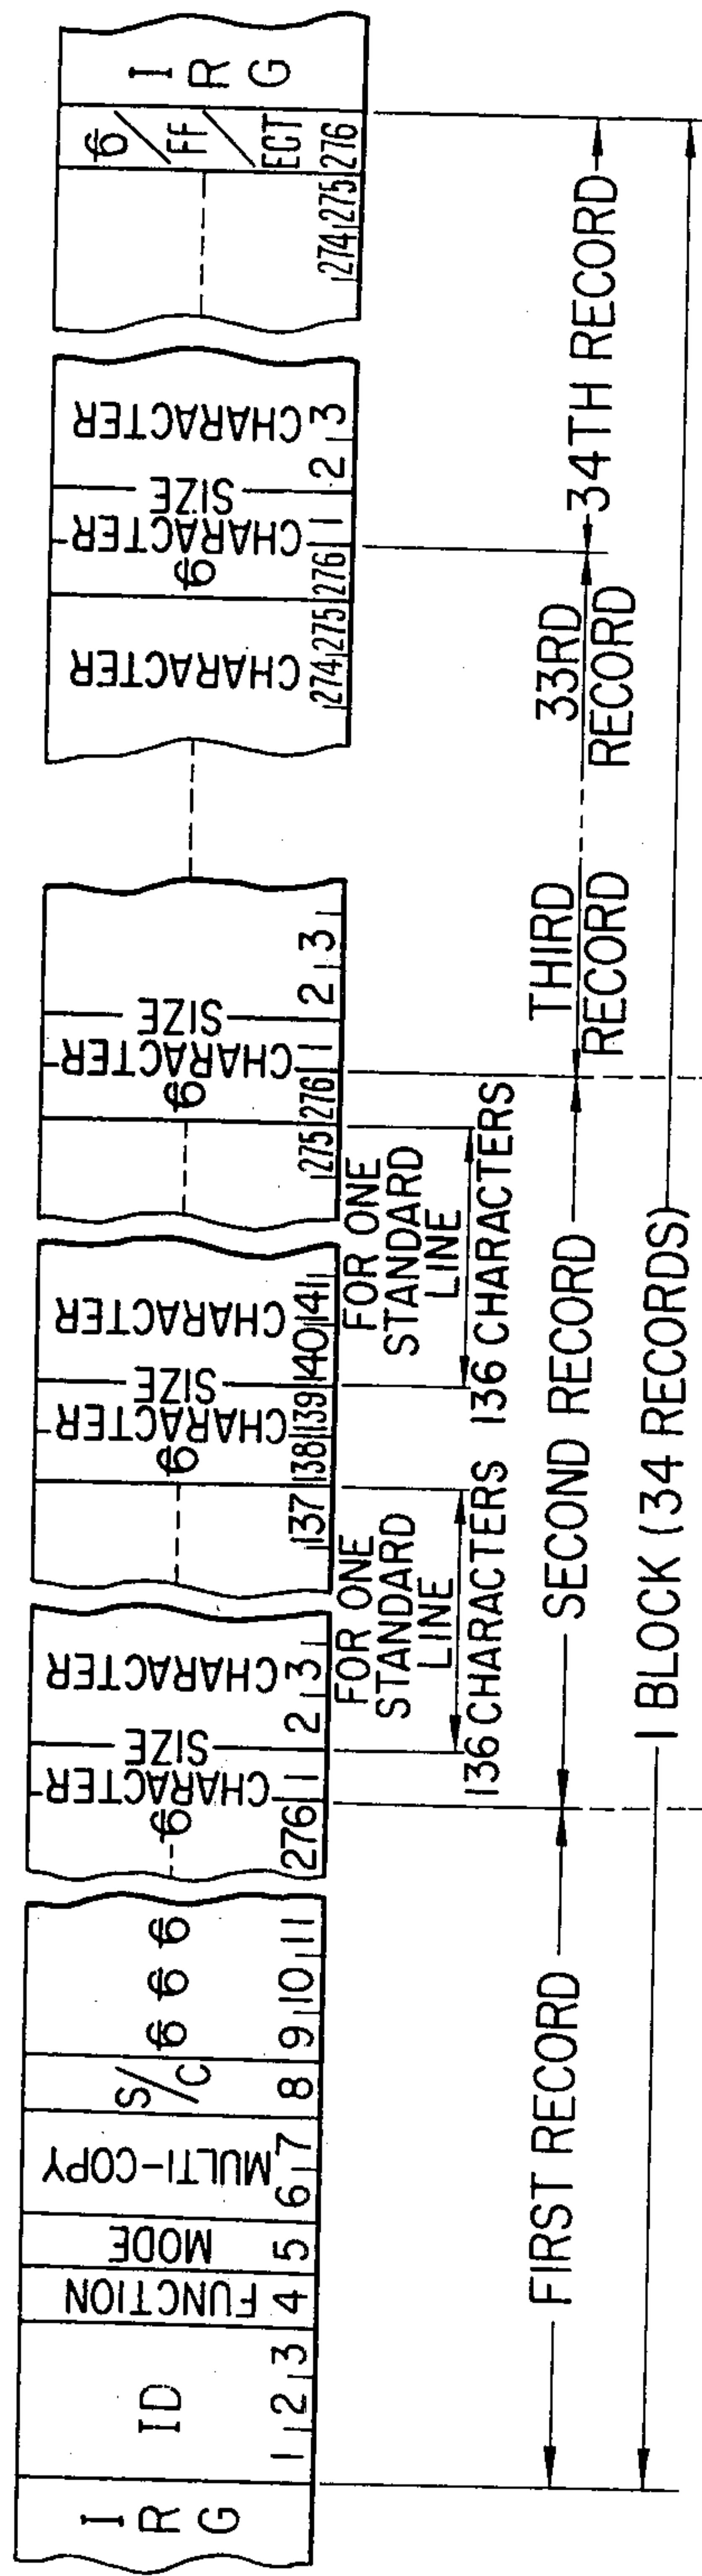 IRG
ID
FUNCTION
MODE
MULTI-COPY
S/C
ϐ ϐ ϐ
ϐ
CHARACTER
SIZE
CHARACTER
ϐ
CHARACTER
SIZE
CHARACTER
ϐ
CHARACTER
SIZE
CHARACTER
ϐ
CHARACTER
SIZE
CHARACTER
ϐ/FF/ECT
IRG
1 2 3 4 5 6 7 8 9 10 11
276 1 2 3
137 138 139 140 141
275 276 1 2 3
274 275 276 1 2 3
274 275 276
FOR ONE
STANDARD
LINE
136 CHARACTERS
FOR ONE
STANDARD
LINE
136 CHARACTERS
FIRST RECORD
SECOND RECORD
THIRD
RECORD
33RD
RECORD
34TH RECORD
1 BLOCK (34 RECORDS)